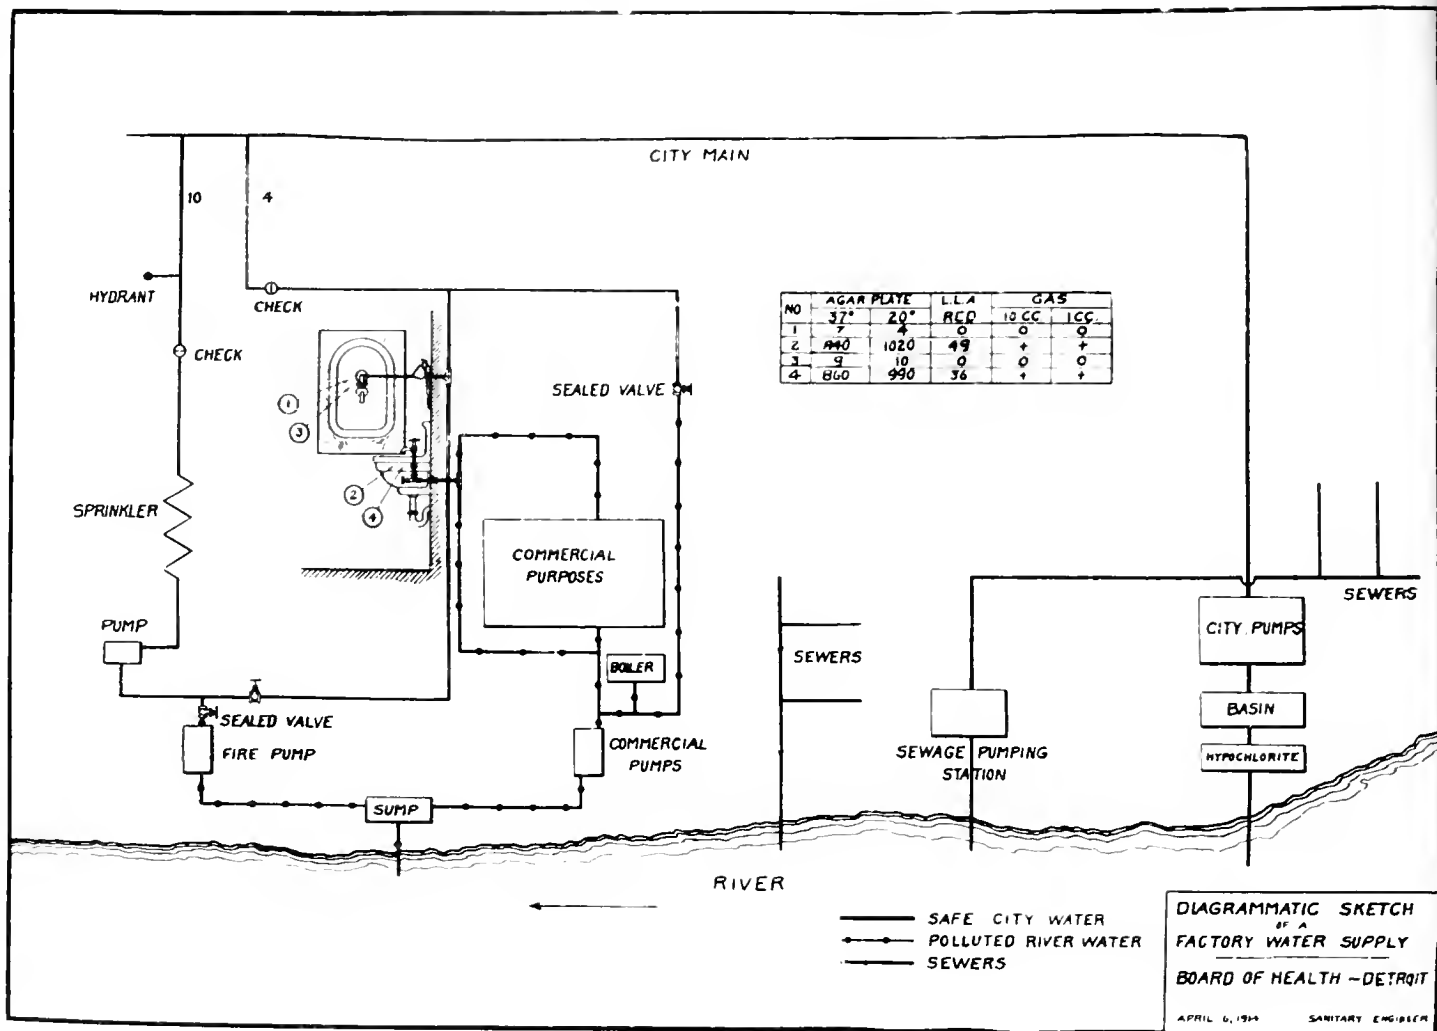 CITY MAIN
10
4
HYDRANT
CHECK
CHECK
NO AGAR PLATE L.L.A GAS
37° 20° RED 10 CC 1 CC.
1 7 4 0 0 0
2 1020 49 + +
3 9 10 0 0 0
4 860 990 36 + +
SEALED VALVE
1
3
2
4
SPRINKLER
COMMERCIAL
PURPOSES
SEWERS
PUMP
CITY PUMPS
SEWERS
BOILER
BASIN
SEALED VALVE
FIRE PUMP
COMMERCIAL
PUMPS
SEWAGE PUMPING
STATION
HYPOCHLORITE
SUMP
RIVER
SAFE CITY WATER
POLLUTED RIVER WATER
SEWERS
DIAGRAMMATIC SKETCH
OF A
FACTORY WATER SUPPLY
BOARD OF HEALTH ~ DETROIT
APRIL 6, SANITARY ENGINEER